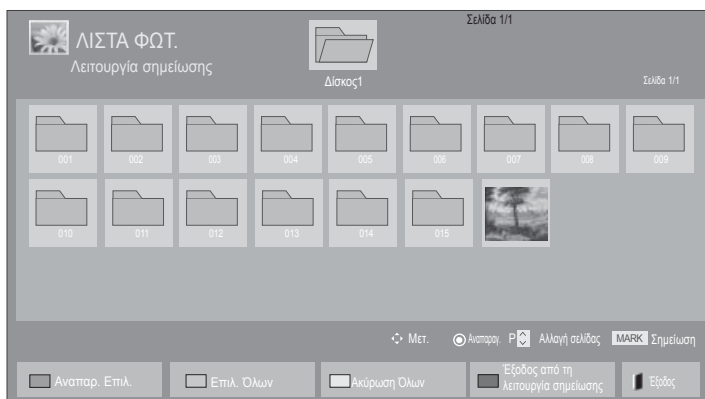 Σελίδα 1/1
ΛΙΣΤΑ ΦΩΤ.
Λειτουργία σημείωσης
Δίσκος1
Σελίδα 1/1
001 002 003 004 005 006 007 008 009
010 011 012 013 014 015
Μετ. Αναπαραγ. P Αλλαγή σελίδας MARK Σημείωση
Αναπαρ. Επιλ. Επιλ. Όλων Ακύρωση Όλων Έξοδος από τη
λειτουργία σημείωσης Έξοδος